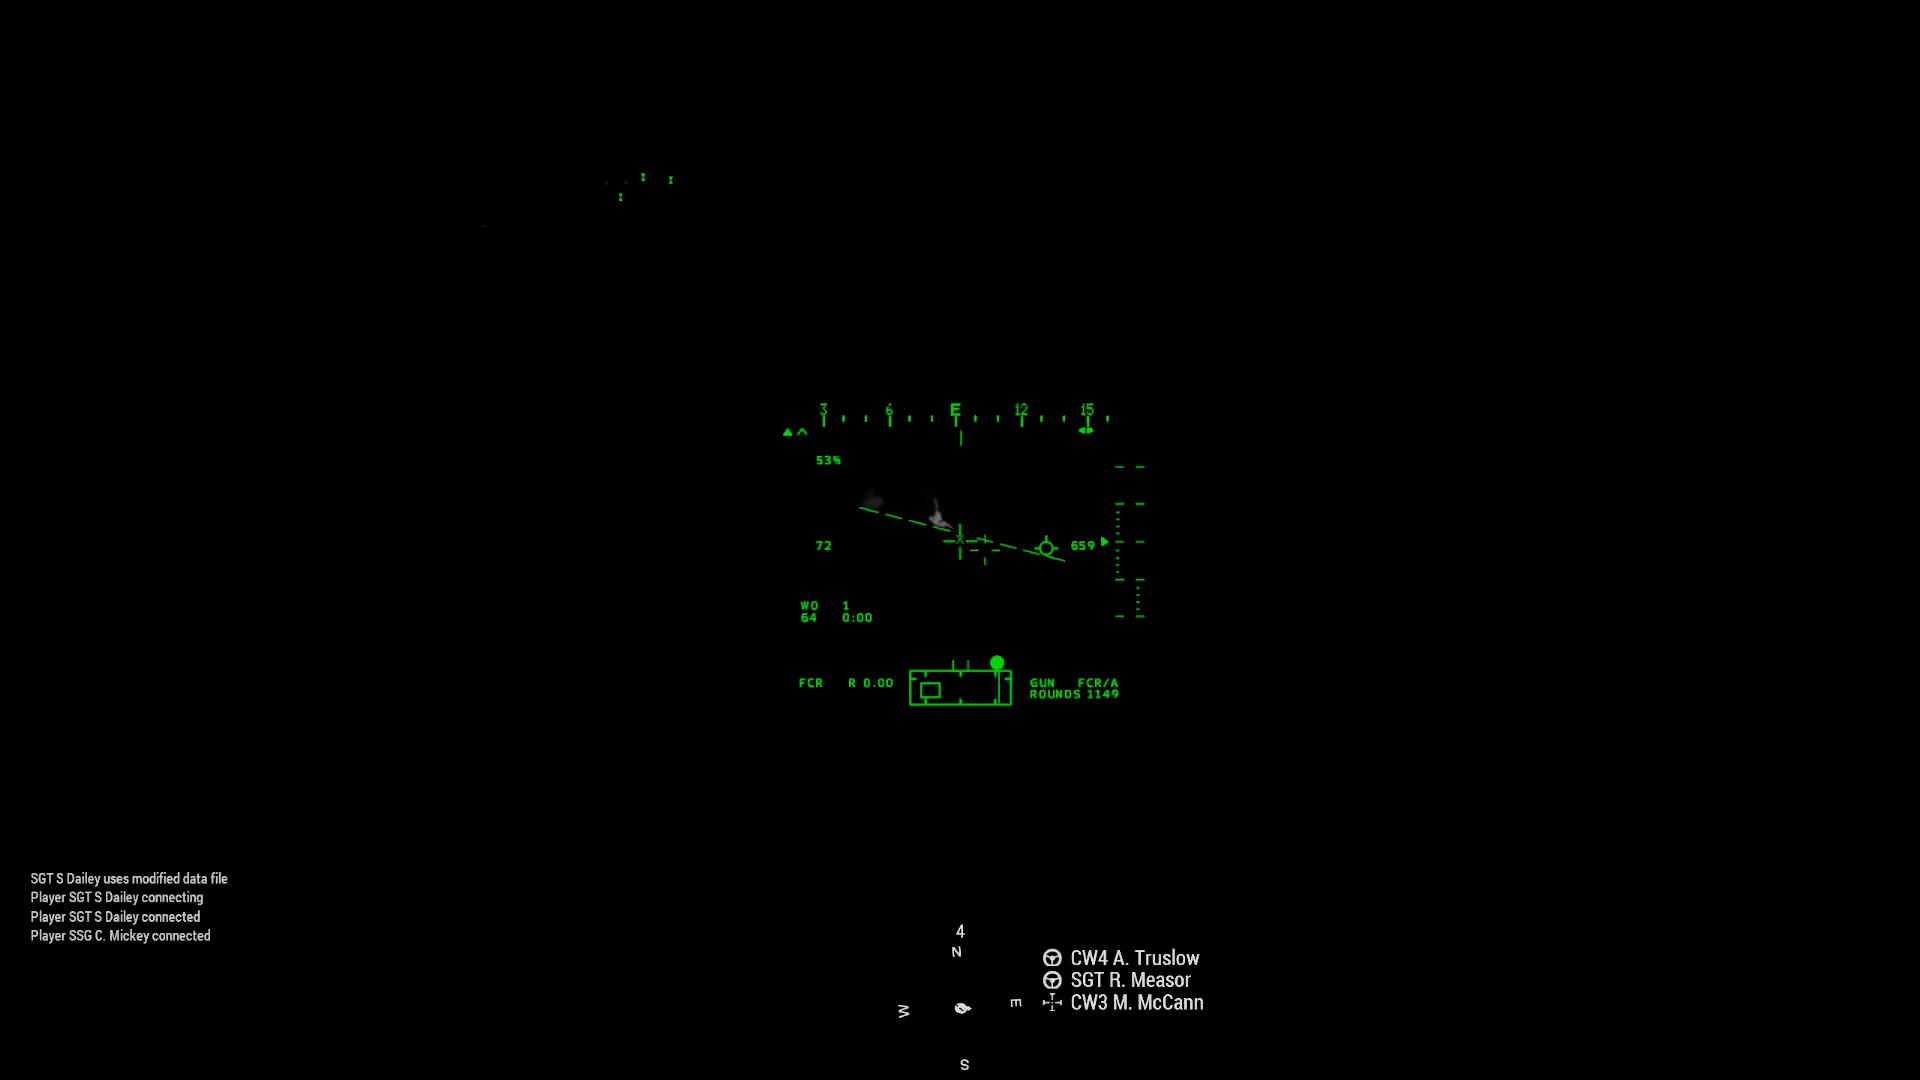 3 6 E 12 15
53%
72 659
WO 1
64 0:00
FCR R 0.00 GUN FCR/A
ROUNDS 1149
SGT S Dailey uses modified data file
Player SGT S Dailey connecting
Player SGT S Dailey connected
Player SSG C. Mickey connected
4
N
W E
S
CW4 A. Truslow
SGT R. Measor
CW3 M. McCann